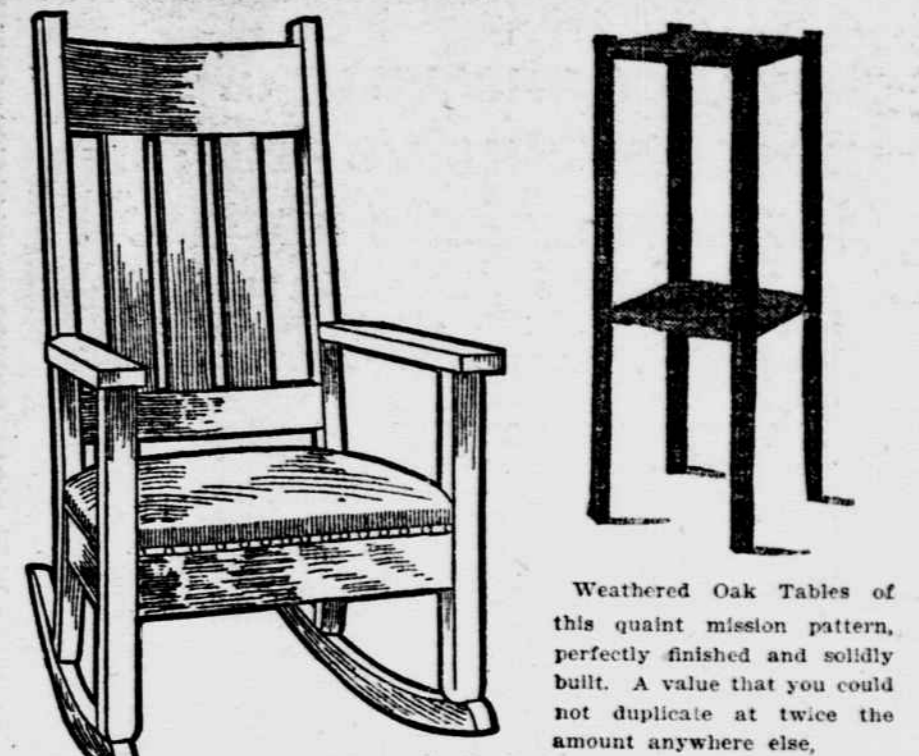 Weathered Oak Tables of
this quaint mission pattern,
perfectly finished and solidly
built. A value that you could
not duplicate at twice the
amount anywhere else,